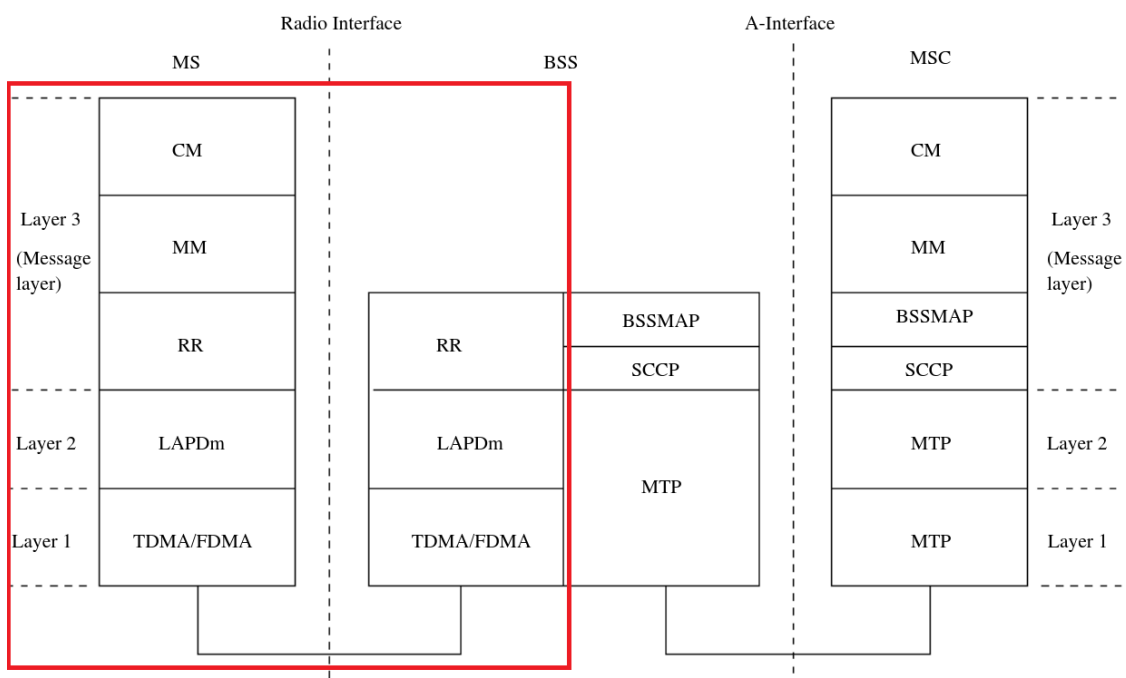 Radio Interface
A-Interface
MS
BSS
MSC
CM
CM
Layer 3
(Message
layer)
MM
MM
Layer 3
(Message
layer)
RR
RR
BSSMAP
SCCP
BSSMAP
SCCP
Layer 2
LAPDm
LAPDm
MTP
MTP
Layer 2
Layer 1
TDMA/FDMA
TDMA/FDMA
MTP
Layer 1